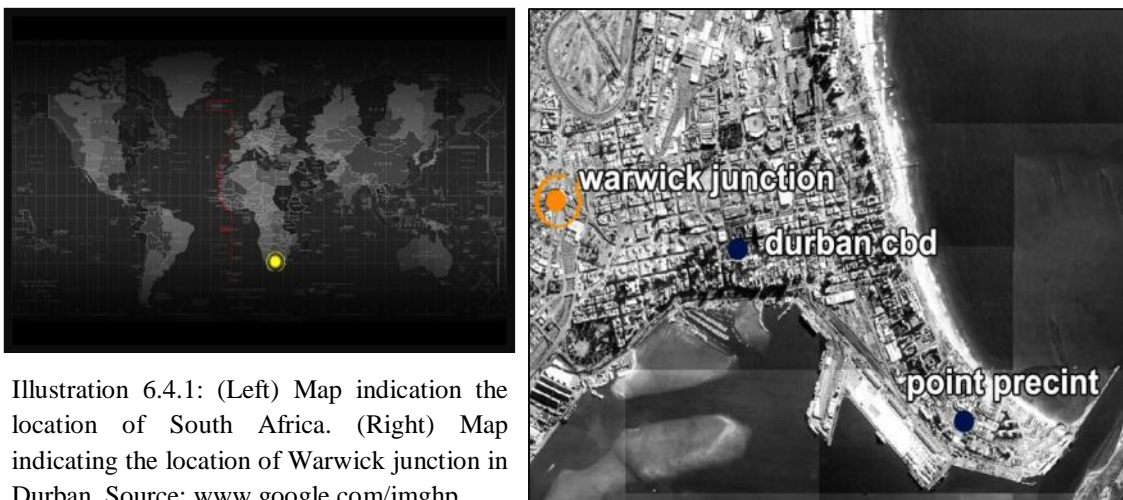 warwick junction
durban cbd
point precint
Illustration 6.4.1: (Left) Map indication the
location of South Africa. (Right) Map
indicating the location of Warwick junction in
Durban. Source: www.google.com/imghp